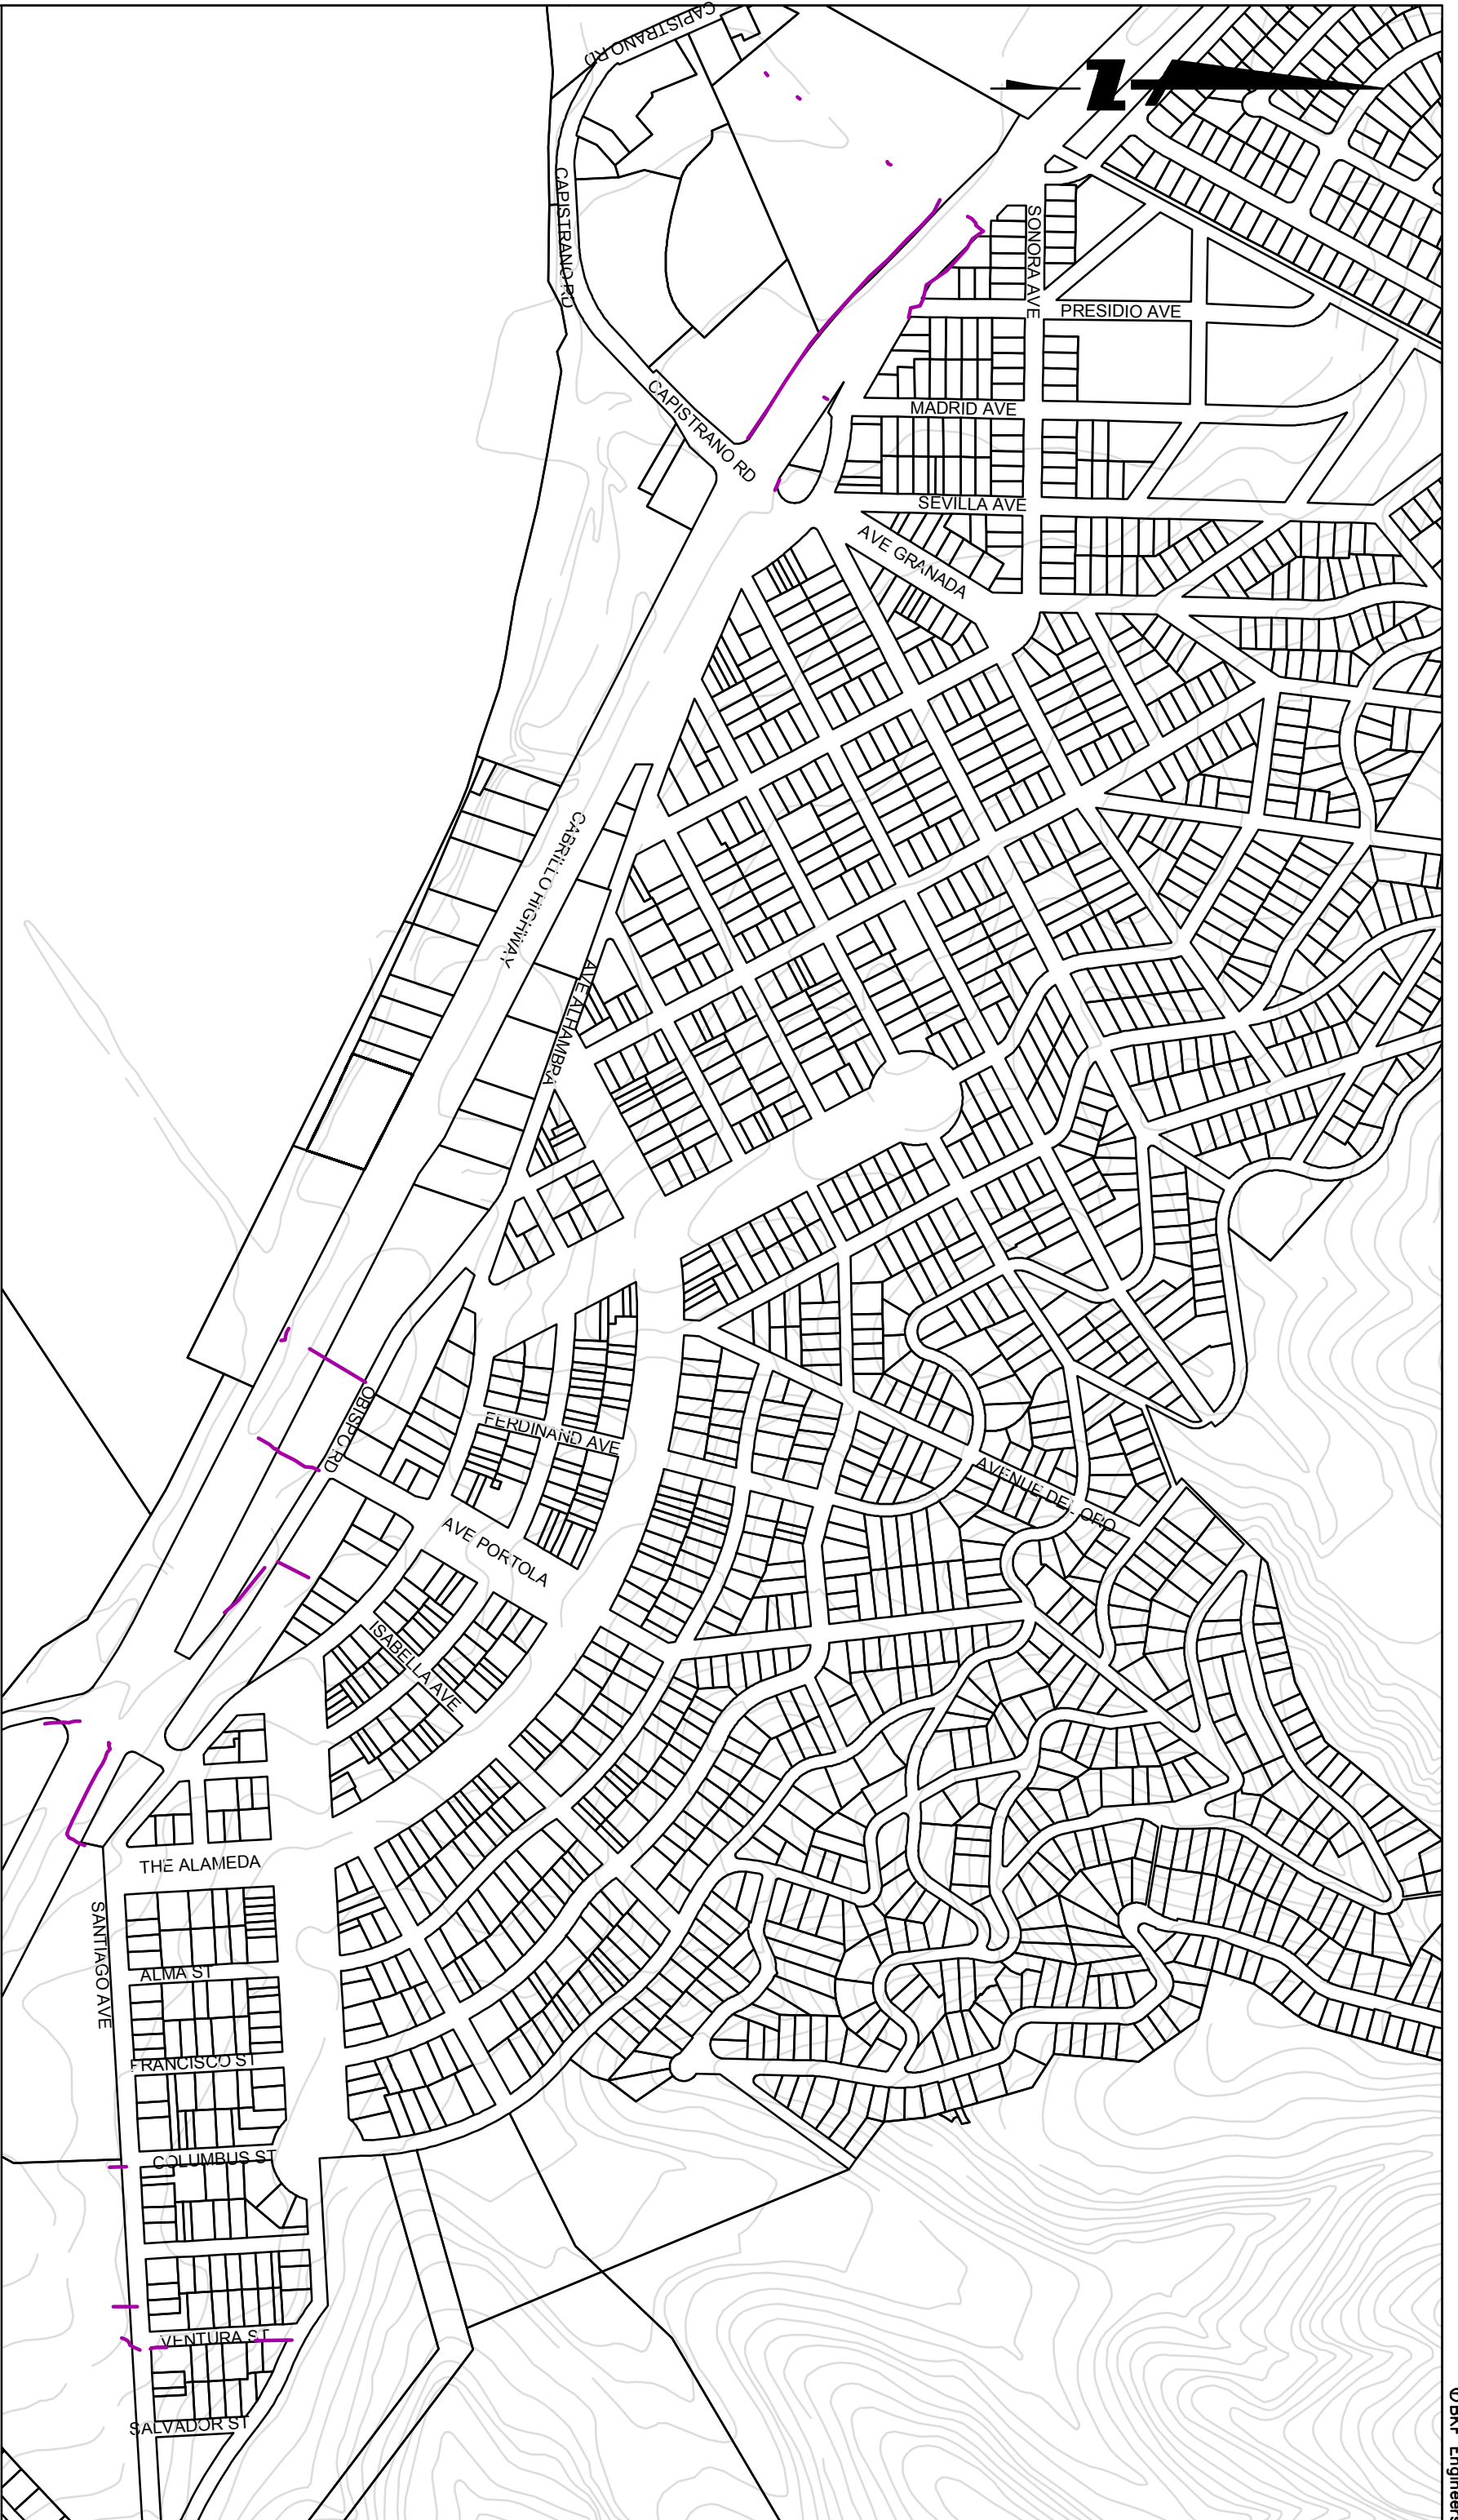 CAPISTRANO RD
CAPISTRANO RD
SONORA AVE
PRESIDIO AVE
CAPISTRANO RD
MADRID AVE
SEVILLA AVE
AVE GRANADA
CABRILLO HIGHWAY
AVE ALHAMBRA
OBISPO RD
FERDINAND AVE
AVENUE DEL ORO
AVE PORTOLA
ISABELLA AVE
THE ALAMEDA
SANTIAGO AVE
ALMA ST
FRANCISCO ST
COLUMBUS ST
VENTURA ST
SALVADOR ST
© BKF Engineers